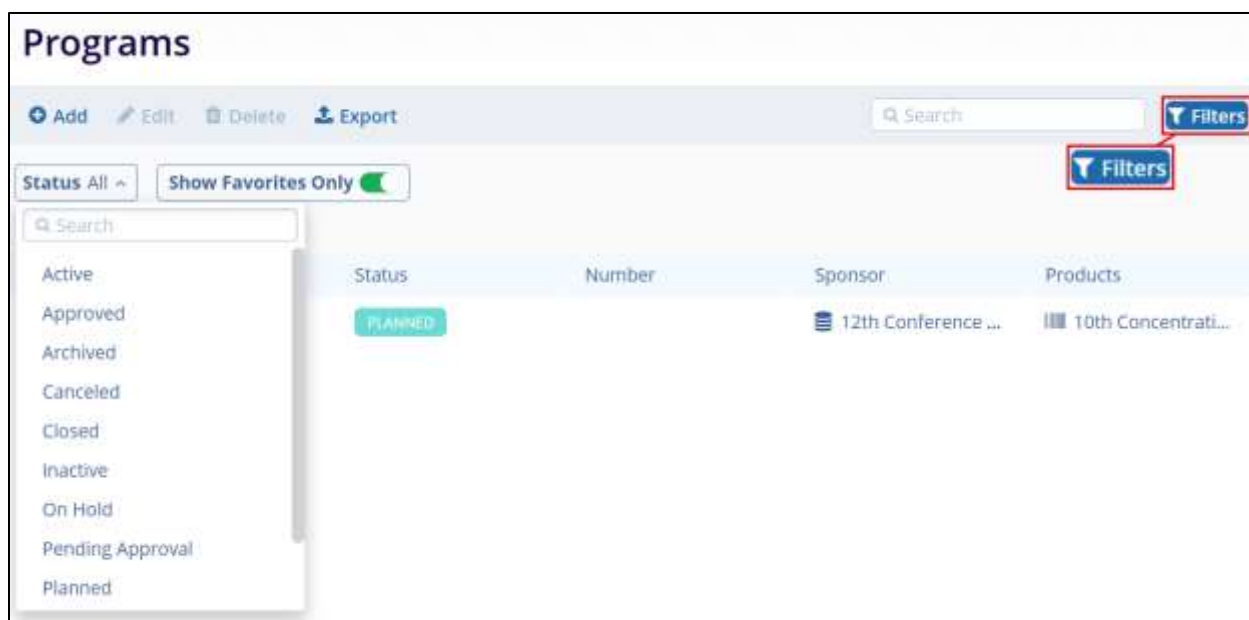 Programs
Add Edit Delete Export Search Filters
Filters
Status All Show Favorites Only
Search
Active Status Number Sponsor Products
Approved PLANNED 12th Conference ... 10th Concentrati...
Archived
Canceled
Closed
Inactive
On Hold
Pending Approval
Planned